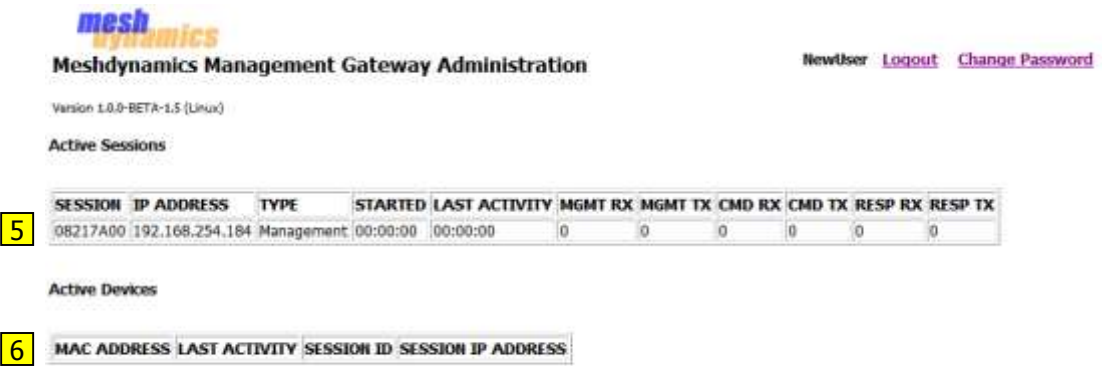 mesh
dynamics
Meshdynamics Management Gateway Administration
NewUser Logout Change Password
Version 1.0.0-BETA-1.5 (Linux)
Active Sessions
SESSION IP ADDRESS TYPE STARTED LAST ACTIVITY MGMT RX MGMT TX CMD RX CMD TX RESP RX RESP TX
5 08217A00 192.168.254.184 Management 00:00:00 00:00:00 0 0 0 0 0 0
Active Devices
6 MAC ADDRESS LAST ACTIVITY SESSION ID SESSION IP ADDRESS